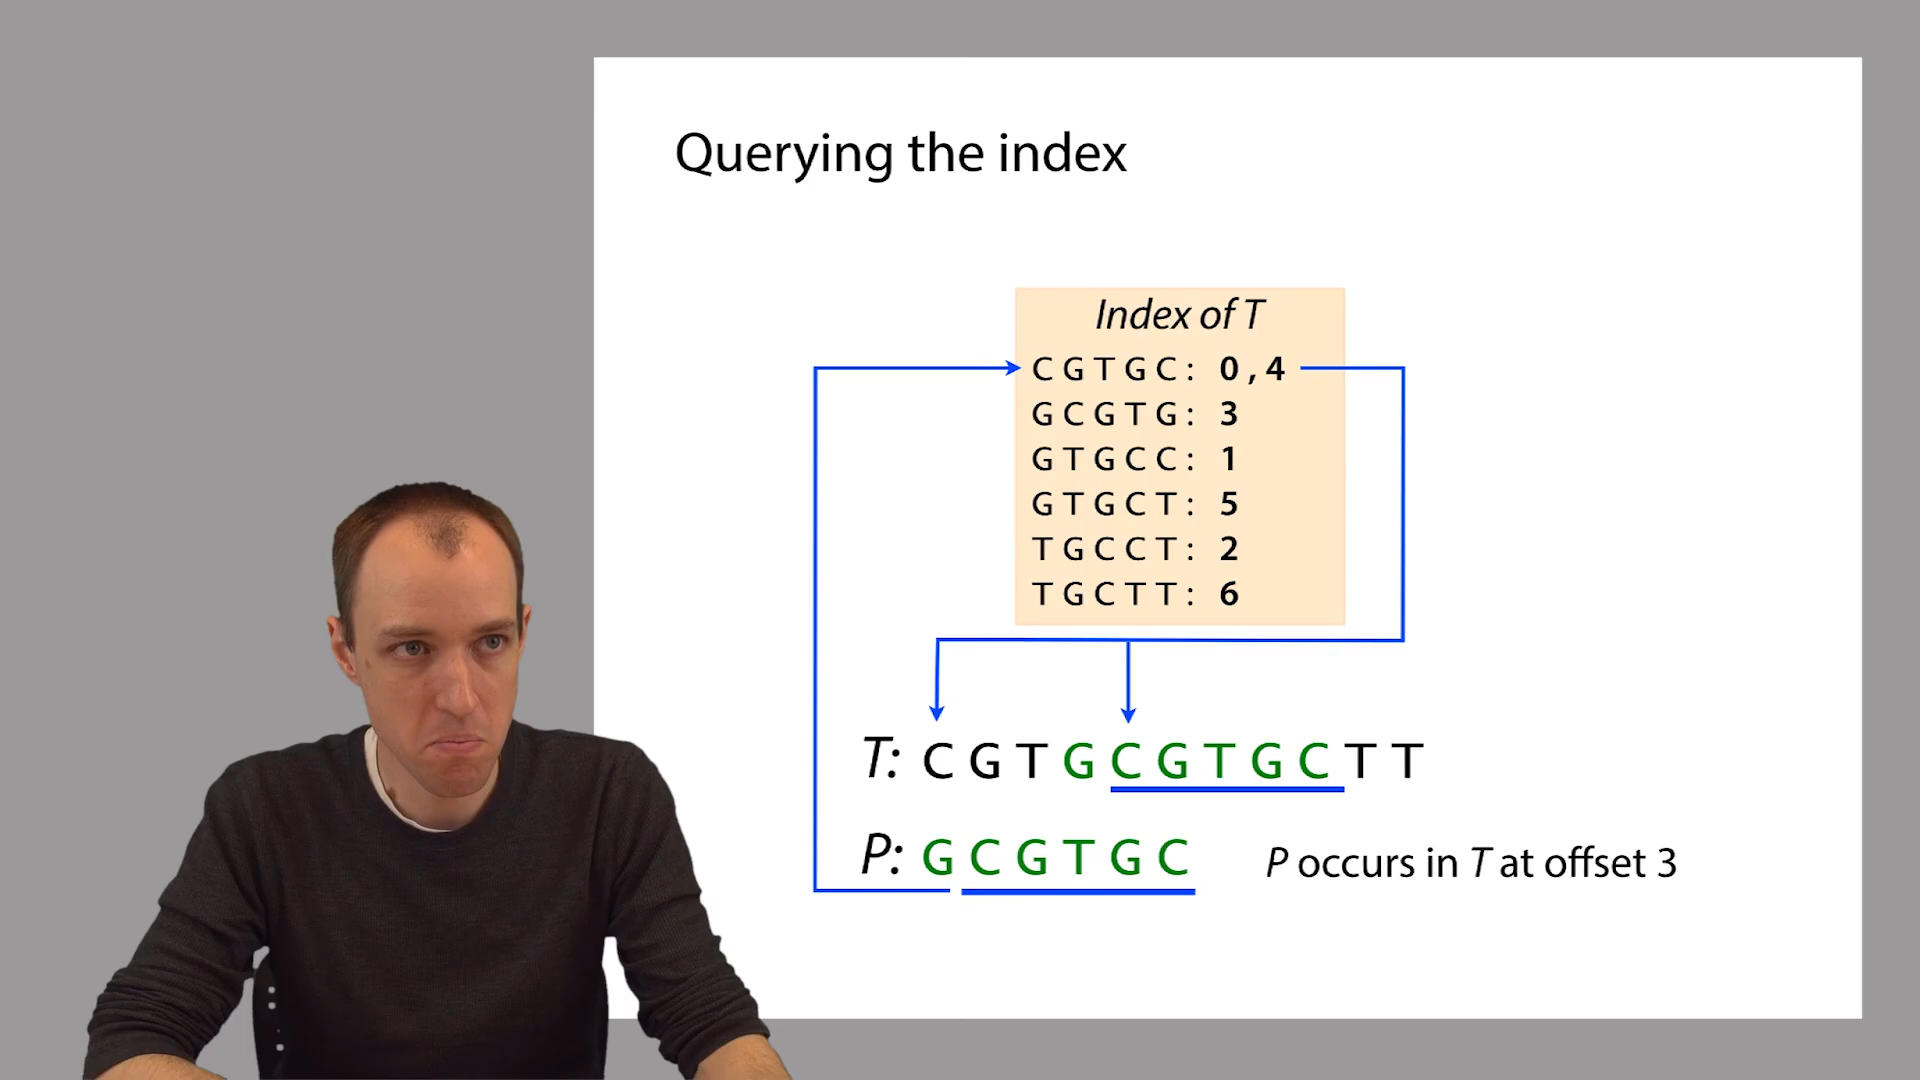 Querying the index
Index of T
CGTGC: 0,4
GCGTG: 3
GTGCC: 1
GTGCT: 5
TGCCT: 2
TGCTT: 6
T: CGTGCGTGCTT
P: GCGTGC P occurs in T at offset 3